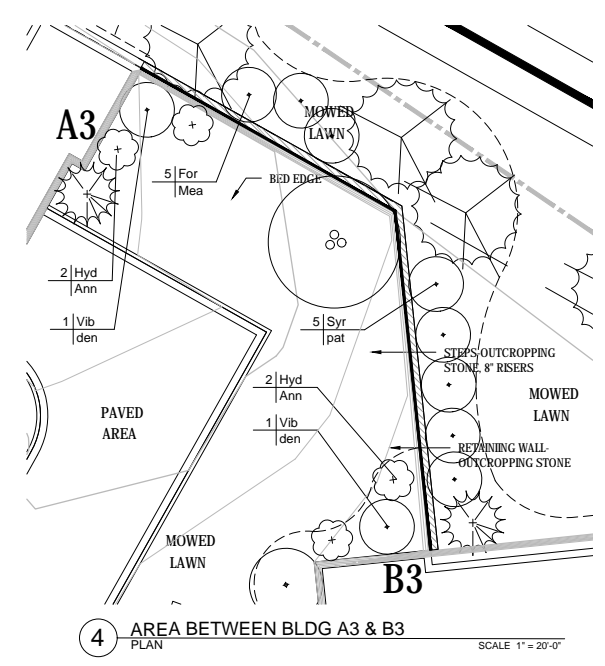 A3
MOWED
LAWN
5 For
Mea
BED EDGE
2 Hyd
Ann
1 Vib
den
5 Syr
pat
STEPS-OUTCROPPING
STONE, 8" RISERS
2 Hyd
Ann
MOWED
LAWN
PAVED
AREA
1 Vib
den
RETAINING WALL-
OUTCROPPING STONE
MOWED
LAWN
B3
4
AREA BETWEEN BLDG A3 & B3
PLAN
SCALE 1" = 20'-0"